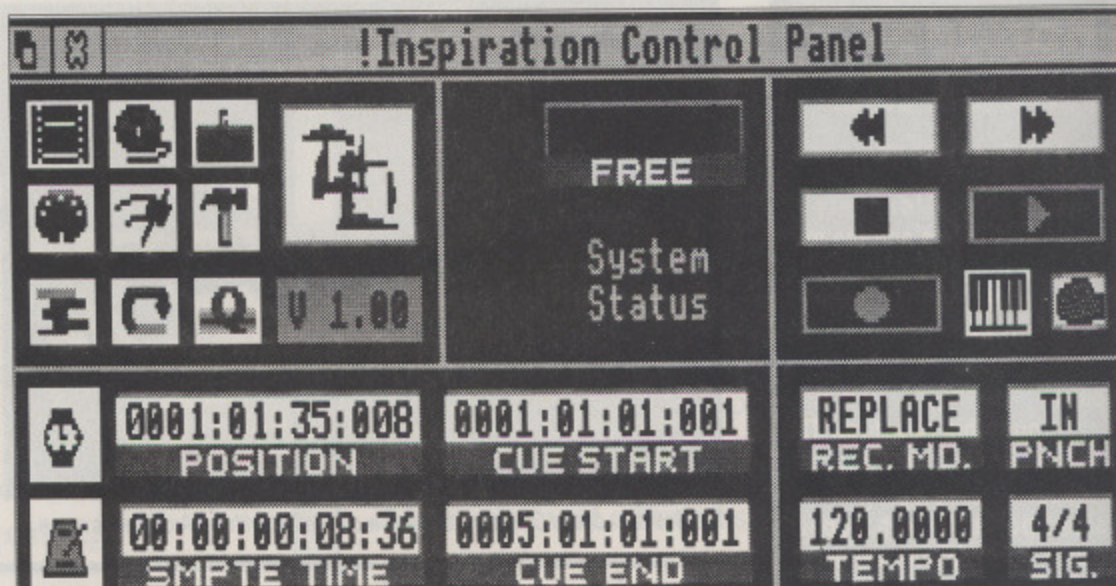 !Inspiration Control Panel
FREE
System
Status
V 1.00
0001:01:35:008
POSITION
0001:01:01:001
CUE START
REPLACE
REC. MD.
IN
PNCH
00:00:00:08:36
SMPTE TIME
0005:01:01:001
CUE END
120.0000
TEMPO
4/4
SIG.